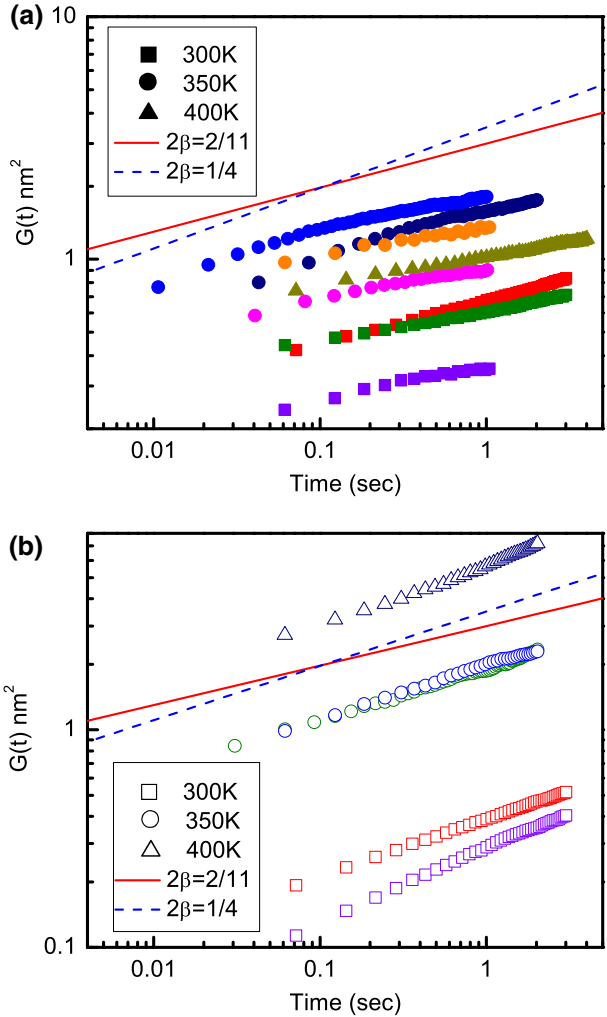 (a)
10
300K
350K
400K
2β=2/11
2β=1/4
G(t) nm²
1
0.01
0.1
1
Time (sec)
(b)
G(t) nm²
1
300K
350K
400K
2β=2/11
2β=1/4
0.1
0.01
0.1
1
Time (sec)